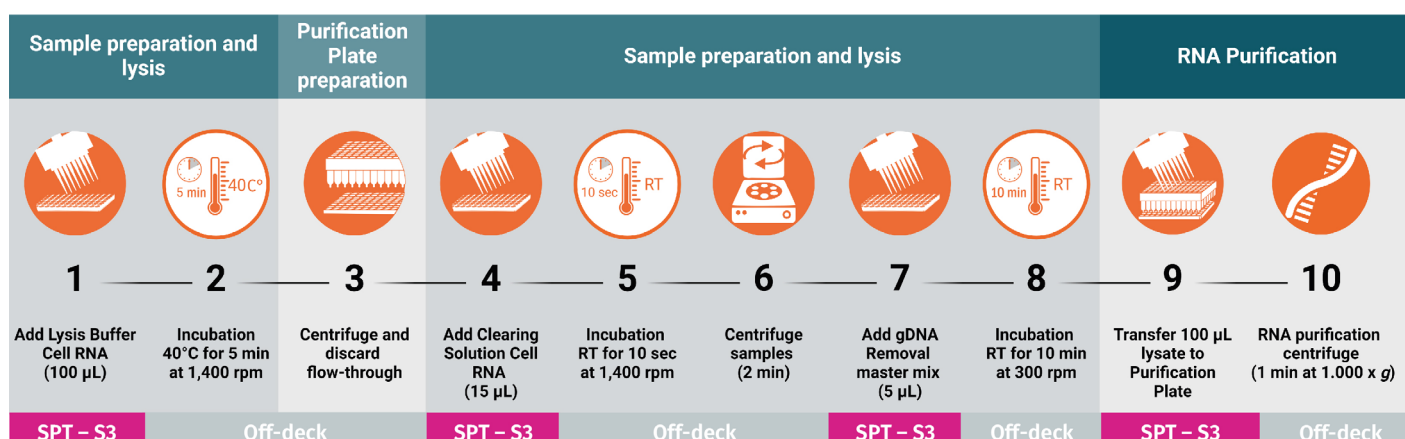 Sample preparation and
lysis
Purification
Plate
preparation
Sample preparation and lysis
RNA Purification
5 min
40C°
10 sec
RT
10 min
RT
1
2
3
4
5
6
7
8
9
10
Add Lysis Buffer
Cell RNA
(100 µL)
Incubation
40°C for 5 min
at 1,400 rpm
Centrifuge and
discard
flow-through
Add Clearing
Solution Cell
RNA
(15 µL)
Incubation
RT for 10 sec
at 1,400 rpm
Centrifuge
samples
(2 min)
Add gDNA
Removal
master mix
(5 µL)
Incubation
RT for 10 min
at 300 rpm
Transfer 100 µL
lysate to
Purification
Plate
RNA purification
centrifuge
(1 min at 1.000 x g)
SPT – S3
Off-deck
SPT – S3
Off-deck
SPT – S3
Off-deck
SPT – S3
Off-deck